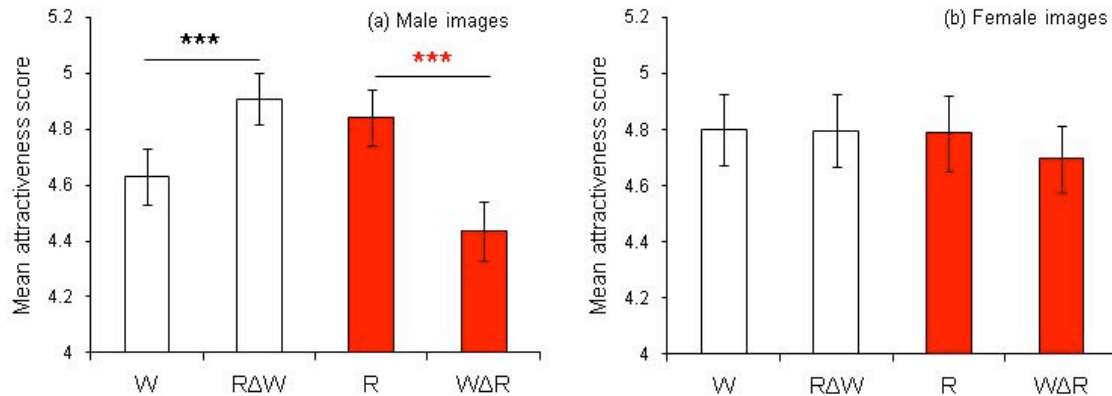 5.2
5
4.8
4.6
4.4
4.2
4
Mean attractiveness score
(a) Male images
***
***
W RΔW R WΔR
5.2
5
4.8
4.6
4.4
4.2
4
Mean attractiveness score
(b) Female images
W RΔW R WΔR